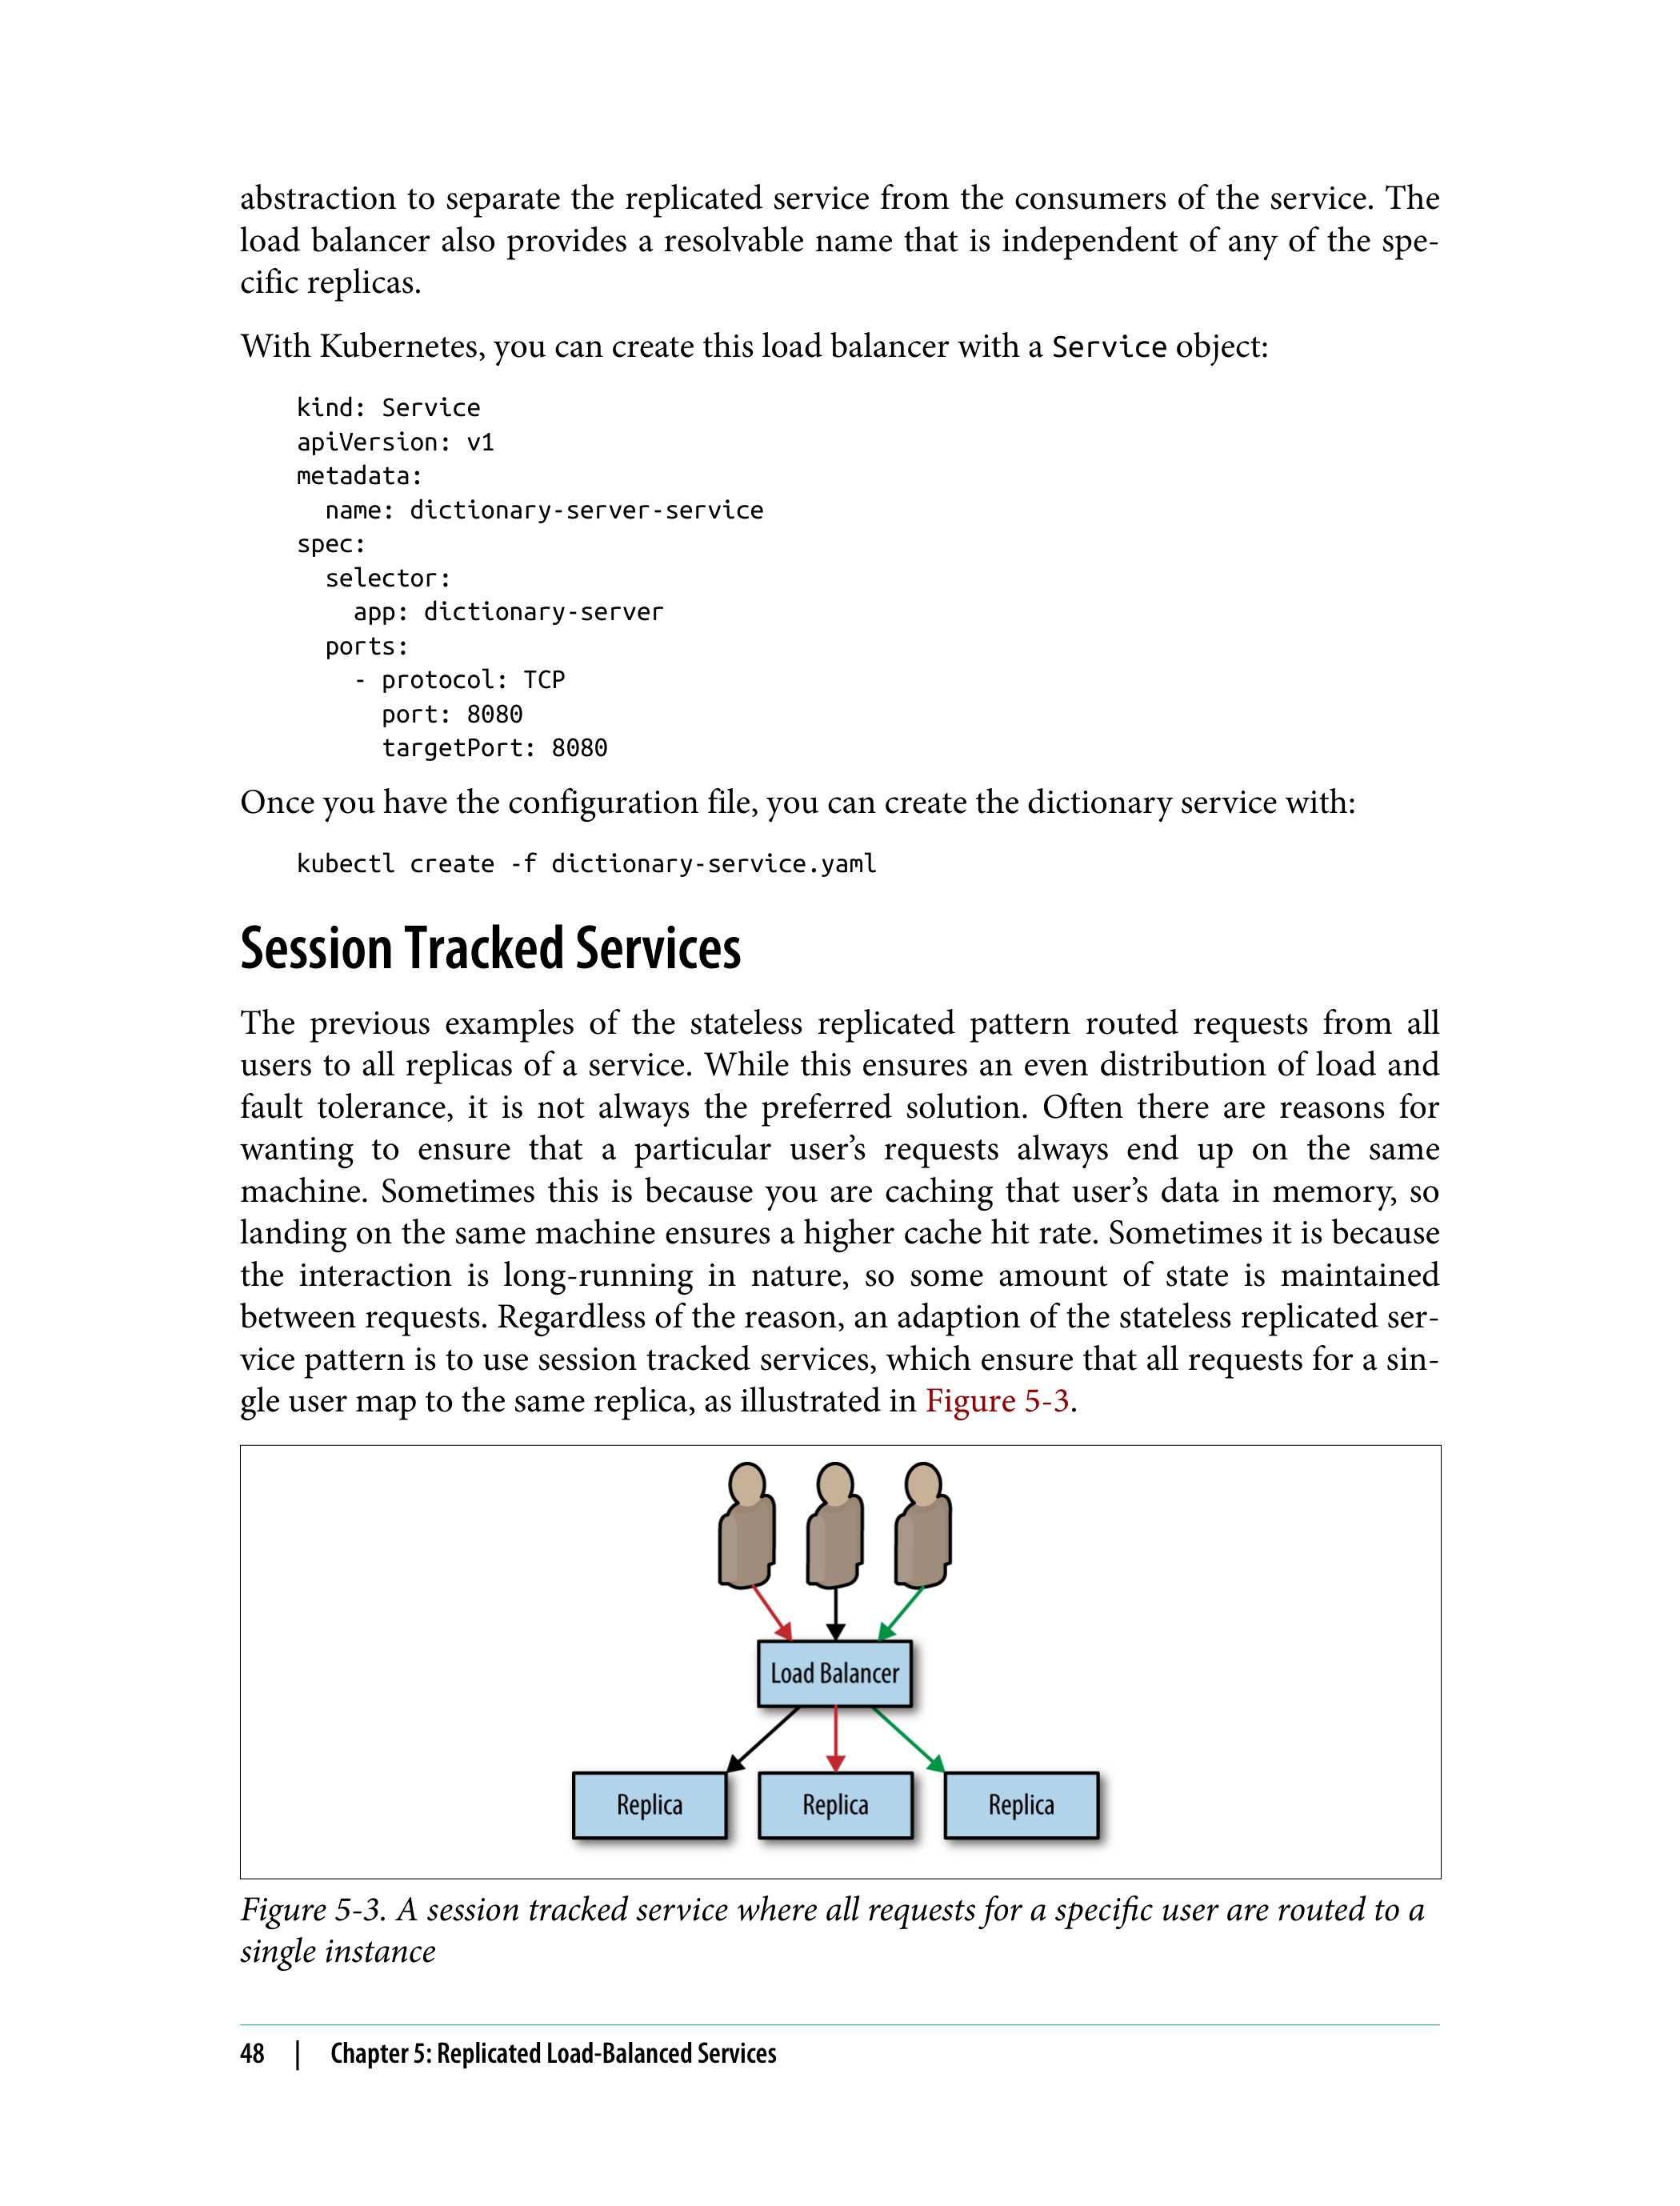 abstraction to separate the replicated service from the consumers of the service. The
load balancer also provides a resolvable name that is independent of any of the spe-
cific replicas.
With Kubernetes, you can create this load balancer with a Service object:
kind: Service
apiVersion: v1
metadata:
  name: dictionary-server-service
spec:
  selector:
    app: dictionary-server
  ports:
    - protocol: TCP
      port: 8080
      targetPort: 8080
Once you have the configuration file, you can create the dictionary service with:
kubectl create -f dictionary-service.yaml
Session Tracked Services
The previous examples of the stateless replicated pattern routed requests from all
users to all replicas of a service. While this ensures an even distribution of load and
fault tolerance, it is not always the preferred solution. Often there are reasons for
wanting to ensure that a particular user’s requests always end up on the same
machine. Sometimes this is because you are caching that user’s data in memory, so
landing on the same machine ensures a higher cache hit rate. Sometimes it is because
the interaction is long-running in nature, so some amount of state is maintained
between requests. Regardless of the reason, an adaption of the stateless replicated ser-
vice pattern is to use session tracked services, which ensure that all requests for a sin-
gle user map to the same replica, as illustrated in Figure 5-3.
Load Balancer
Replica
Replica
Replica
Figure 5-3. A session tracked service where all requests for a specific user are routed to a
single instance
48 | Chapter 5: Replicated Load-Balanced Services